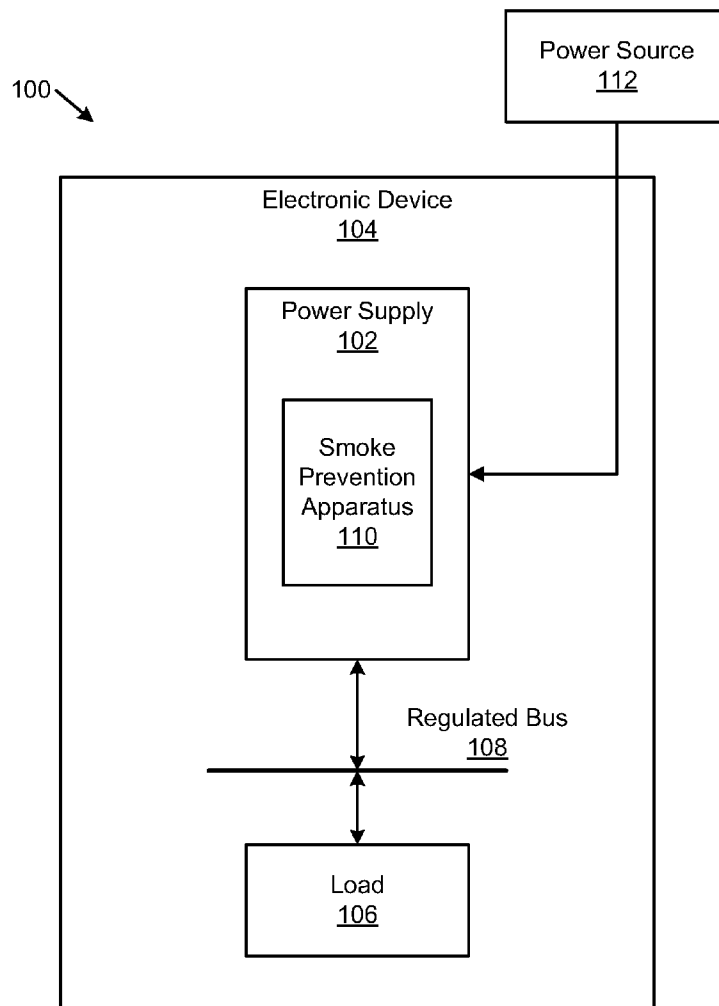 Power Source
112
100
Electronic Device
104
Power Supply
102
Smoke
Prevention
Apparatus
110
Regulated Bus
108
Load
106